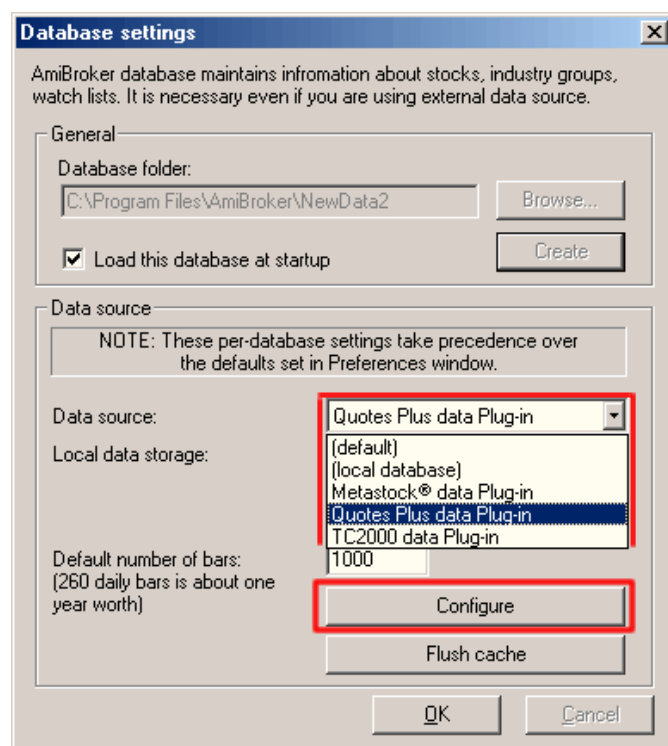 Database settings
AmiBroker database maintains infromation about stocks, industry groups,
watch lists. It is necessary even if you are using external data source.
General
Database folder:
C:\Program Files\AmiBroker\NewData2
Browse...
Load this database at startup
Create
Data source
NOTE: These per-database settings take precedence over
the defaults set in Preferences window.
Data source:
Quotes Plus data Plug-in
Local data storage:
(default)
(local database)
Metastock® data Plug-in
Quotes Plus data Plug-in
TC2000 data Plug-in
Default number of bars:
1000
(260 daily bars is about one
year worth)
Configure
Flush cache
OK
Cancel